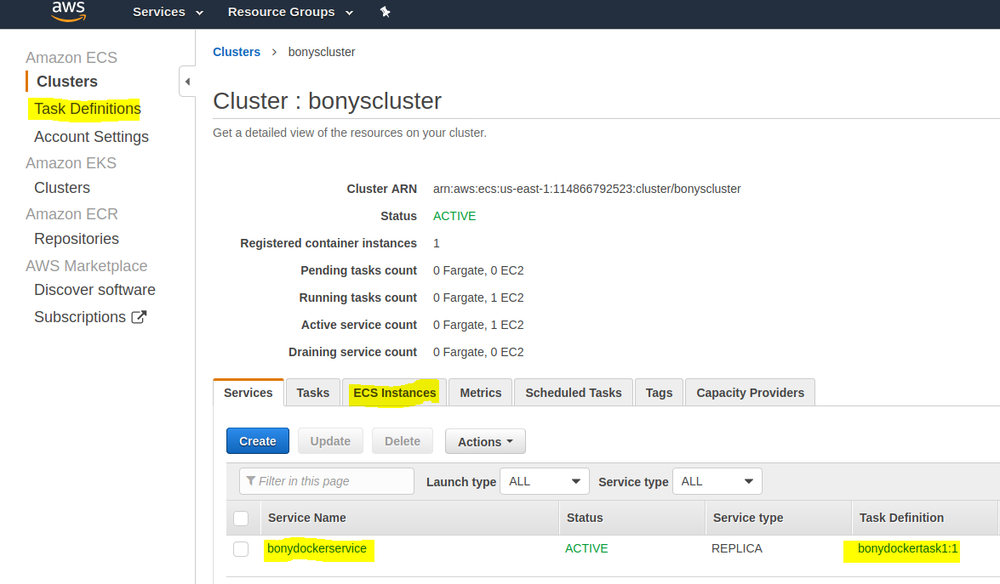 aws Services Resource Groups
Amazon ECS
Clusters
Task Definitions
Account Settings
Amazon EKS
Clusters
Amazon ECR
Repositories
AWS Marketplace
Discover software
Subscriptions
Clusters > bonyscluster
Cluster : bonyscluster
Get a detailed view of the resources on your cluster.
Cluster ARN arn:aws:ecs:us-east-1:114866792523:cluster/bonyscluster
Status ACTIVE
Registered container instances 1
Pending tasks count 0 Fargate, 0 EC2
Running tasks count 0 Fargate, 1 EC2
Active service count 0 Fargate, 1 EC2
Draining service count 0 Fargate, 0 EC2
Services Tasks ECS Instances Metrics Scheduled Tasks Tags Capacity Providers
Create Update Delete Actions
Filter in this page Launch type ALL Service type ALL
Service Name Status Service type Task Definition
bonydockerservice ACTIVE REPLICA bonydockertask1:1